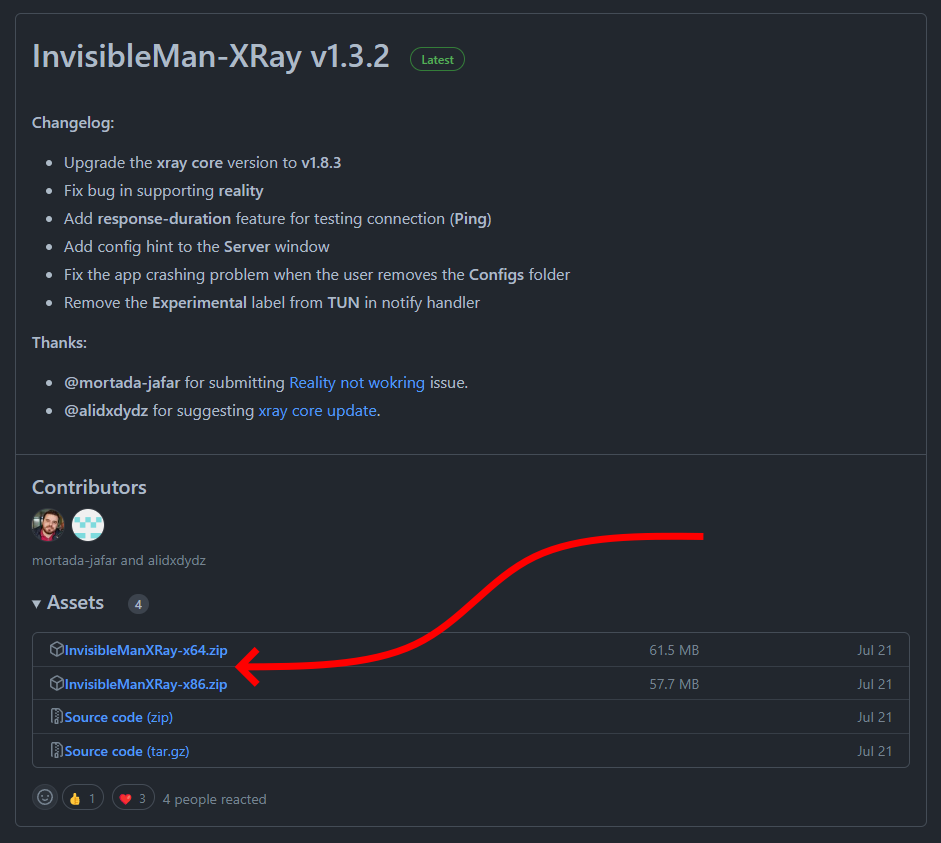 InvisibleMan-XRay v1.3.2 Latest
Changelog:
Upgrade the xray core version to v1.8.3
Fix bug in supporting reality
Add response-duration feature for testing connection (Ping)
Add config hint to the Server window
Fix the app crashing problem when the user removes the Configs folder
Remove the Experimental label from TUN in notify handler
Thanks:
@mortada-jafar for submitting Reality not wokring issue.
@alidxdydz for suggesting xray core update.
Contributors
mortada-jafar and alidxdydz
Assets 4
InvisibleManXRay-x64.zip 61.5 MB Jul 21
InvisibleManXRay-x86.zip 57.7 MB Jul 21
Source code (zip) Jul 21
Source code (tar.gz) Jul 21
1 3 4 people reacted